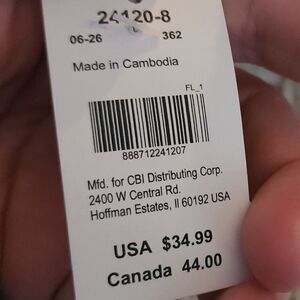 24120-8
06-26 362
Made in Cambodia
FL_1
888712241207
Mfd. for CBI Distributing Corp.
2400 W Central Rd.
Hoffman Estates, Il 60192 USA
USA $34.99
Canada 44.00